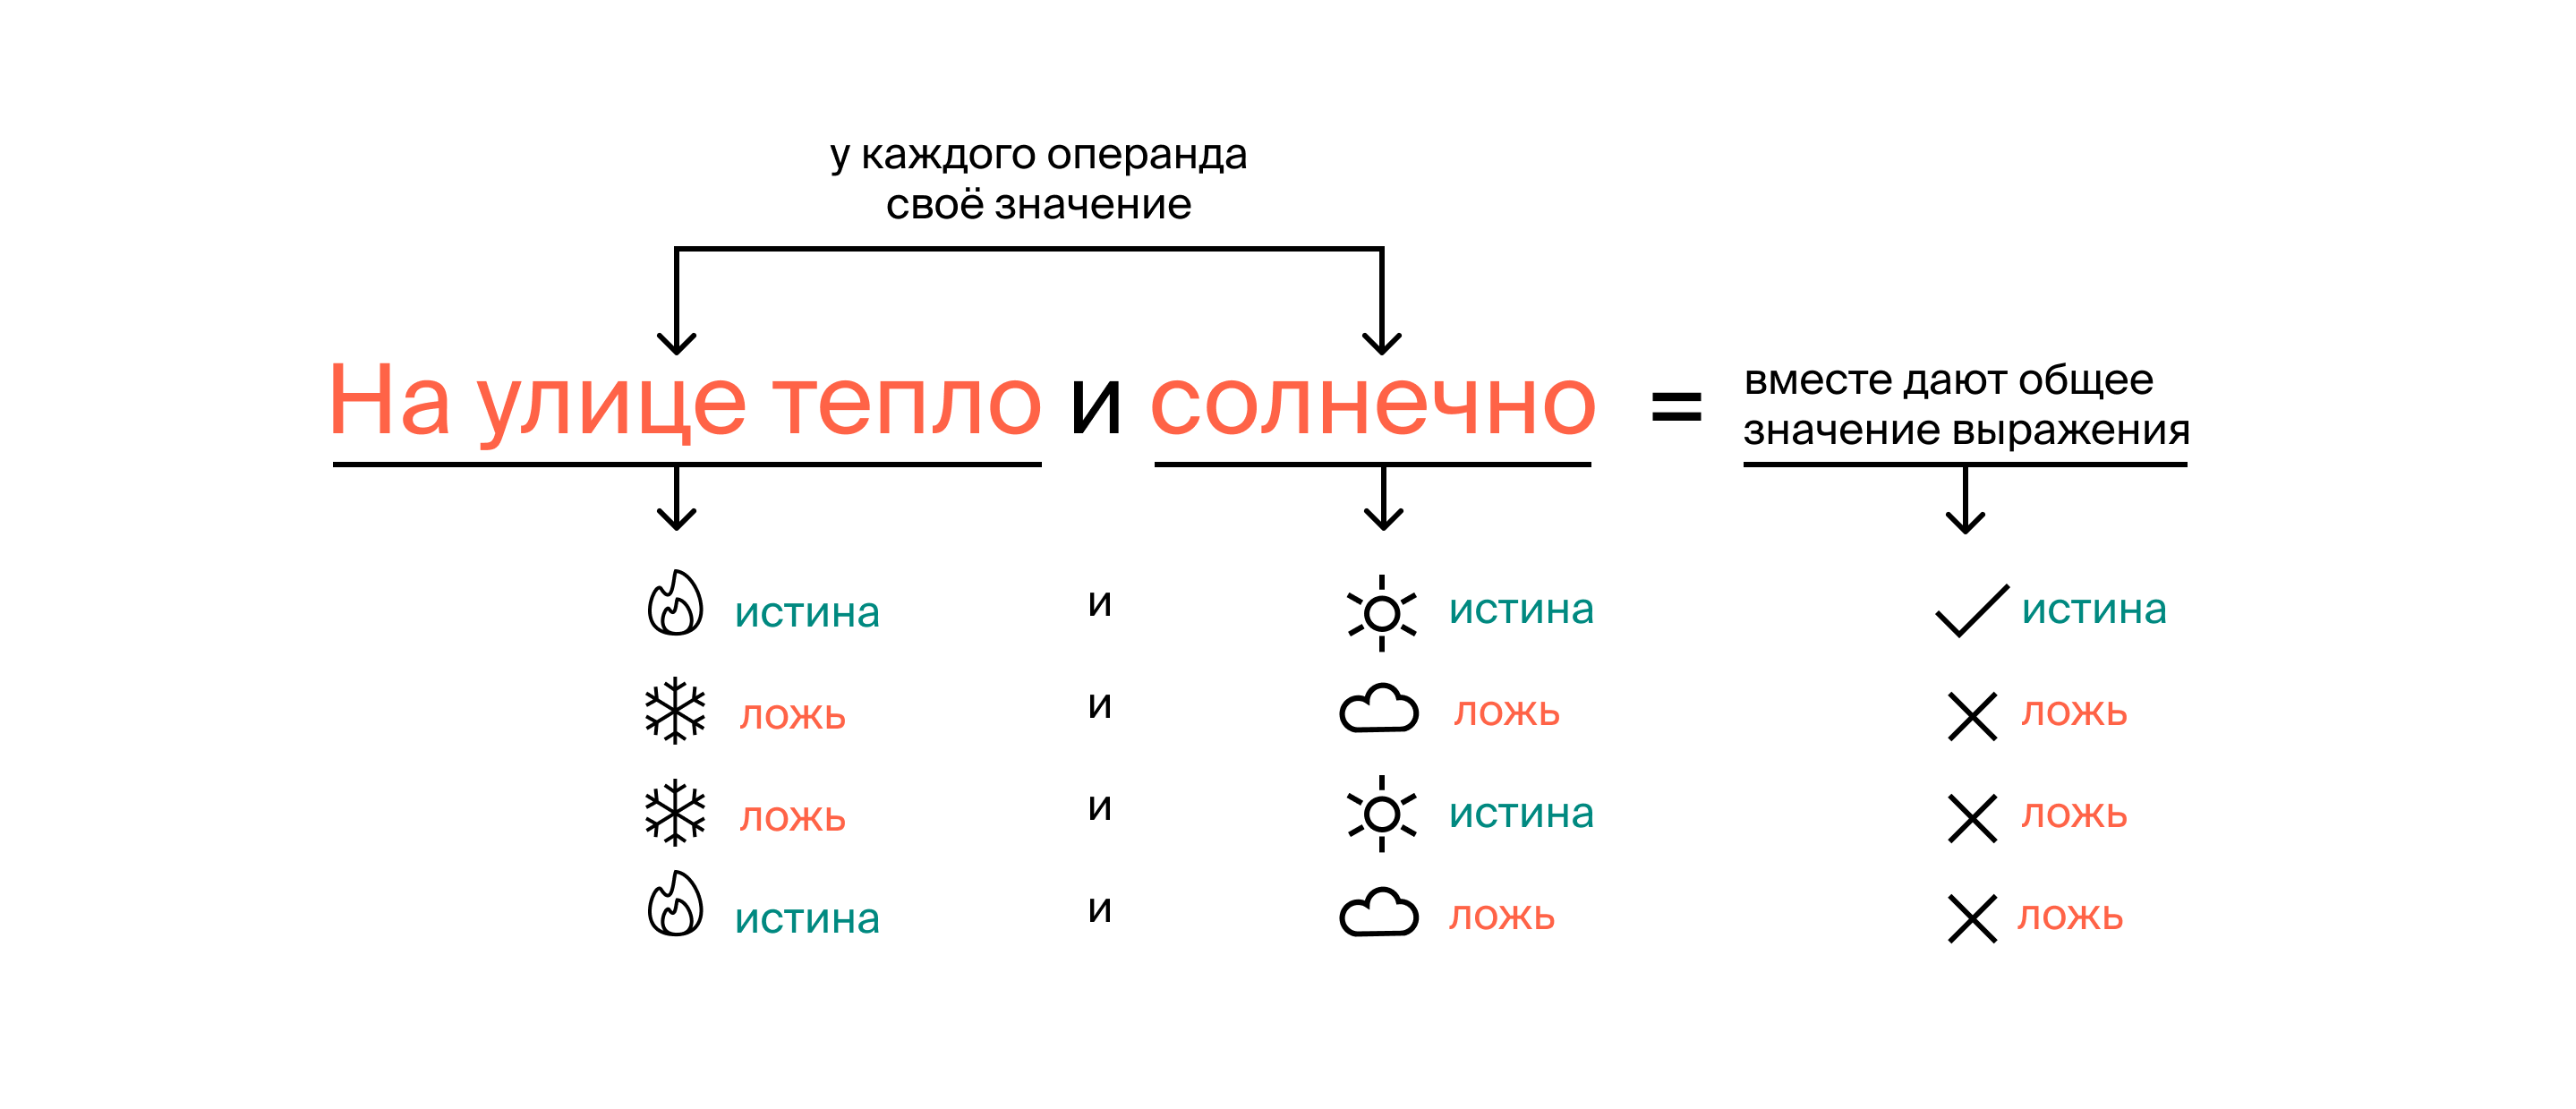 у каждого операнда
своё значение
На улице тепло и солнечно = вместе дают общее
значение выражения
истина и истина истина
ложь и ложь ложь
ложь и истина ложь
истина и ложь ложь